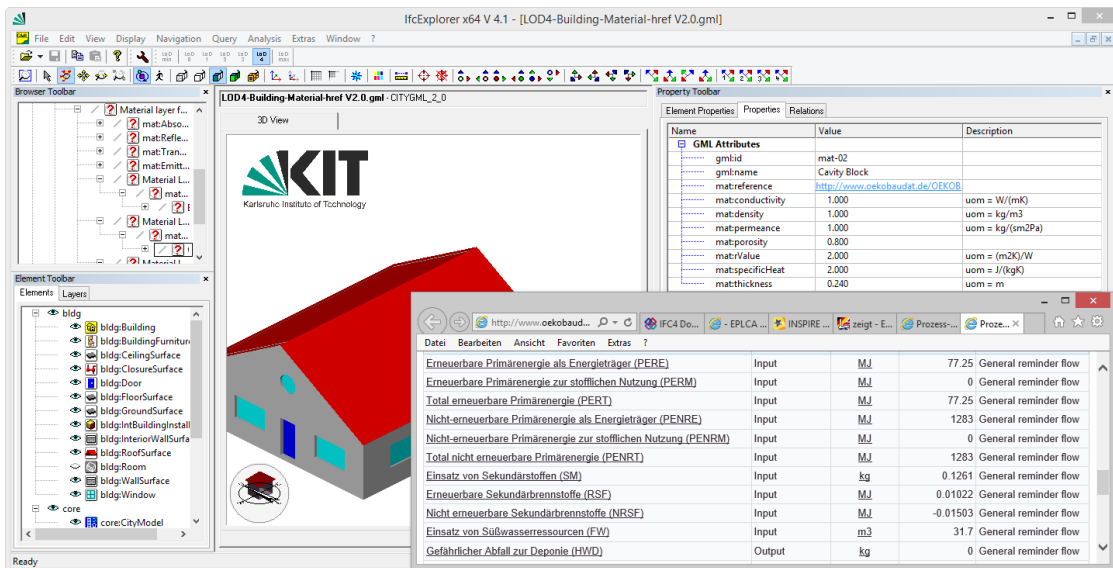 IfcExplorer x64 V 4.1 - [LOD4-Building-Material-href V2.0.gml]
File Edit View Display Navigation Query Analysis Extras Window ?
Browser Toolbar
Material layer f...
mat:Abso...
mat:Refle...
mat:Tran...
mat:Emitt...
Material L...
mat...
Material L...
mat...
Element Toolbar
Elements Layers
bldg
bldg:Building
bldg:BuildingFurniture
bldg:CeilingSurface
bldg:ClosureSurface
bldg:Door
bldg:FloorSurface
bldg:GroundSurface
bldg:IntBuildingInstall
bldg:InteriorWallSurfa
bldg:RoofSurface
bldg:Room
bldg:WallSurface
bldg:Window
core
core:CityModel
Ready
LOD4-Building-Material-href V2.0.gml - CITYGML_2_0
3D View
KIT
Karlsruhe Institute of Technology
Property Toolbar
Element Properties Properties Relations
Name Value Description
GML Attributes
gml:id mat-02
gml:name Cavity Block
mat:reference http://www.oekobaudat.de/OEKOB
mat:conductivity 1.000 uom = W/(mK)
mat:density 1.000 uom = kg/m3
mat:permeance 1.000 uom = kg/(sm2Pa)
mat:porosity 0.800
mat:rValue 2.000 uom = (m2K)/W
mat:specificHeat 2.000 uom = J/(kgK)
mat:thickness 0.240 uom = m
http://www.oekobaud... IFC4 Do... - EPLCA ... INSPIRE ... zeigt - E... Prozess-... Proze...
Datei Bearbeiten Ansicht Favoriten Extras ?
Erneuerbare Primärenergie als Energieträger (PERE) Input MJ 77.25 General reminder flow
Erneuerbare Primärenergie zur stofflichen Nutzung (PERM) Input MJ 0 General reminder flow
Total erneuerbare Primärenergie (PERT) Input MJ 77.25 General reminder flow
Nicht-erneuerbare Primärenergie als Energieträger (PENRE) Input MJ 1283 General reminder flow
Nicht-erneuerbare Primärenergie zur stofflichen Nutzung (PENRM) Input MJ 0 General reminder flow
Total nicht erneuerbare Primärenergie (PENRT) Input MJ 1283 General reminder flow
Einsatz von Sekundärstoffen (SM) Input kg 0.1261 General reminder flow
Erneuerbare Sekundärbrennstoffe (RSF) Input MJ 0.01022 General reminder flow
Nicht erneuerbare Sekundärbrennstoffe (NRSF) Input MJ -0.01503 General reminder flow
Einsatz von Süßwasserressourcen (FW) Input m3 31.7 General reminder flow
Gefährlicher Abfall zur Deponie (HWD) Output kg 0 General reminder flow